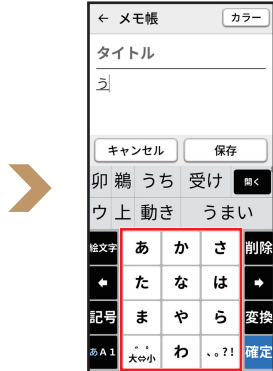 ← メモ帳 カラー
タイトル
う
キャンセル 保存
卯 鵜 うち 受け 開く
ウ 上 動き うまい
絵文字 あ か さ 削除
← た な は →
記号 ま や ら 変換
あA1 ゛゜大⇔小 わ 、。?! 確定